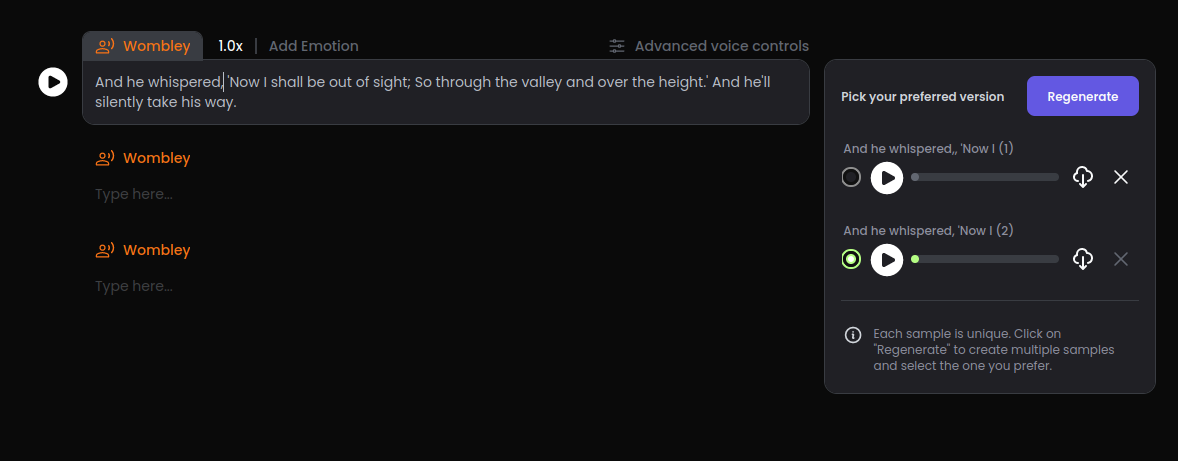 Wombley 1.0x Add Emotion Advanced voice controls
And he whispered, 'Now I shall be out of sight; So through the valley and over the height.' And he'll
silently take his way.
Wombley
Type here...
Wombley
Type here...
Pick your preferred version Regenerate
And he whispered,, 'Now I (1)
And he whispered, 'Now I (2)
Each sample is unique. Click on
"Regenerate" to create multiple samples
and select the one you prefer.